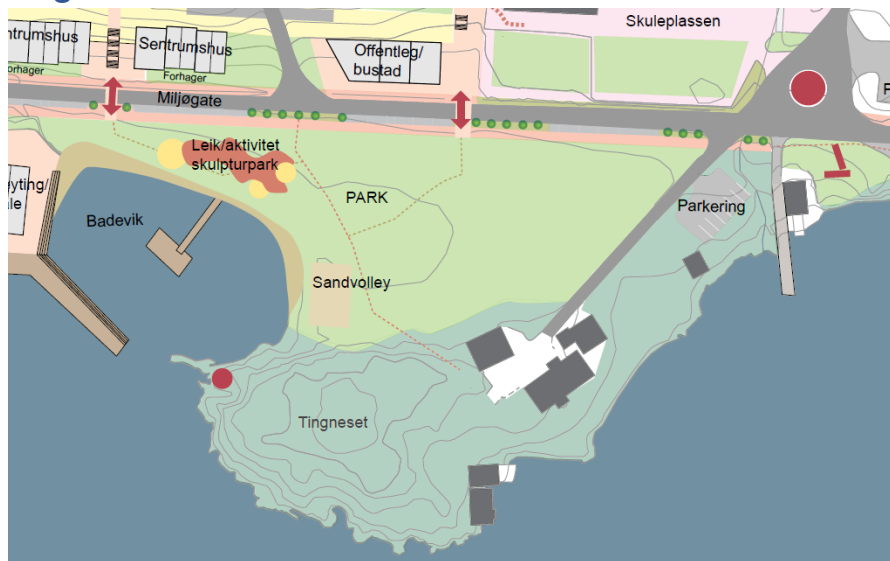 Skuleplassen
Sentrumshus
Sentrumshus
Offentleg/
bustad
Forhager
Forhager
Miljøgate
Leik/aktivitet
skulpturpark
PARK
Badevik
Parkering
Sandvolley
Tingneset